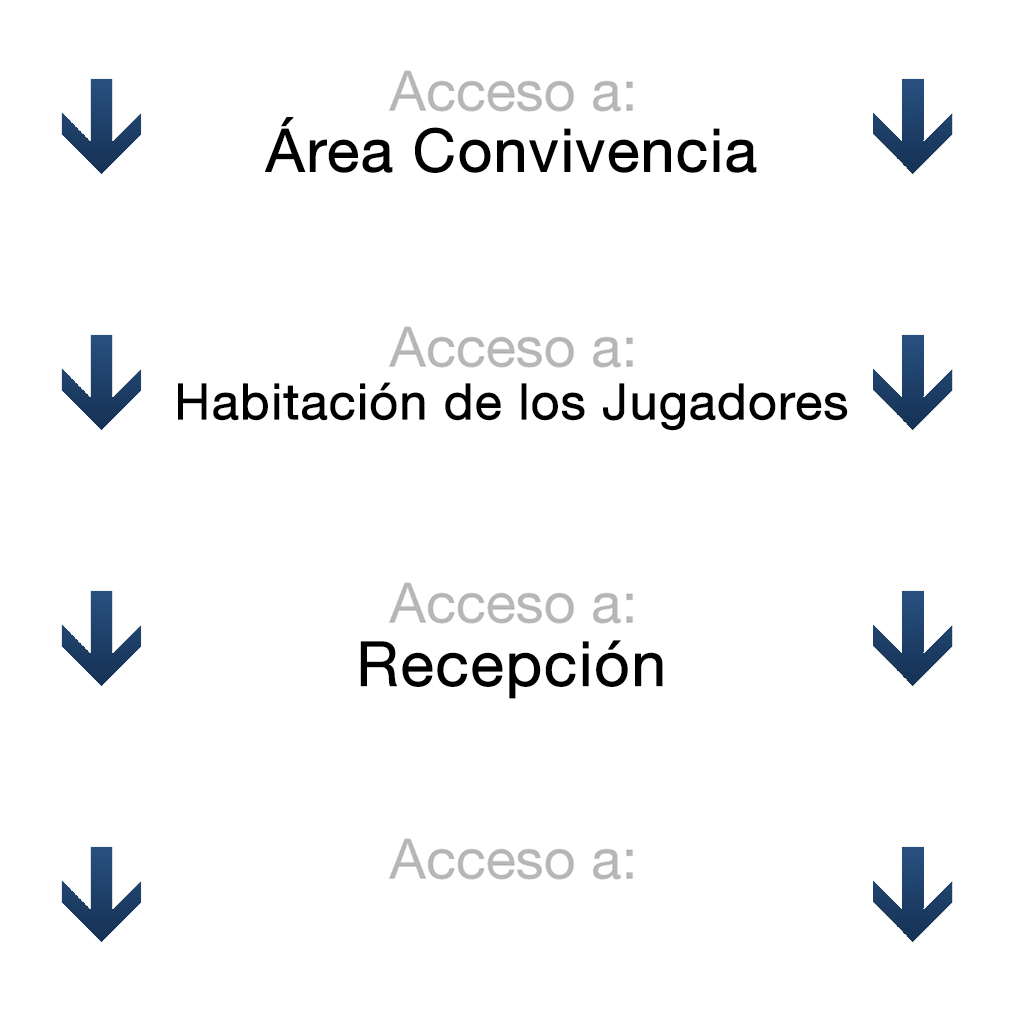 Acceso a:
Área Convivencia
Acceso a:
Habitación de los Jugadores
Acceso a:
Recepción
Acceso a: